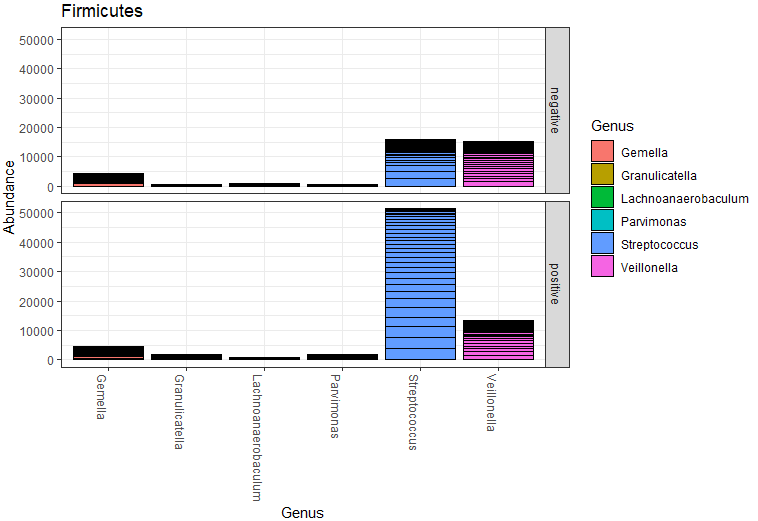 Firmicutes
Abundance
50000
40000
30000
20000
10000
0
negative
50000
40000
30000
20000
10000
0
positive
Gemella
Granulicatella
Lachnoanaerobaculum
Parvimonas
Streptococcus
Veillonella
Genus
Genus
Gemella
Granulicatella
Lachnoanaerobaculum
Parvimonas
Streptococcus
Veillonella